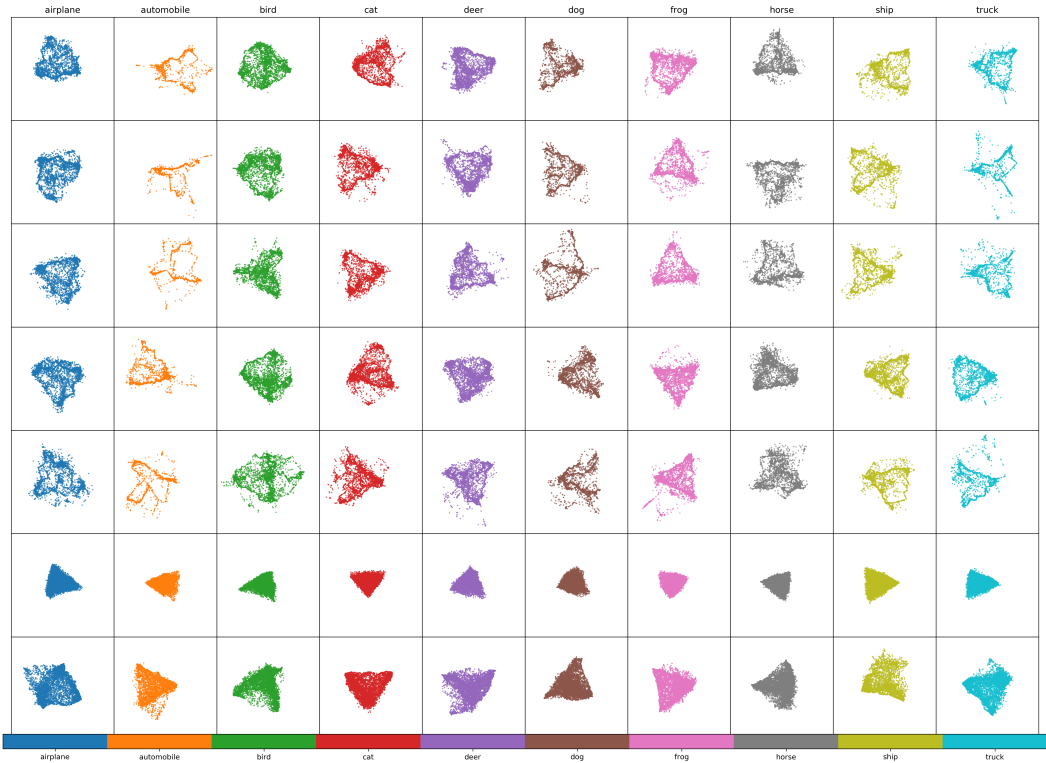 airplane automobile bird cat deer dog frog horse ship truck
airplane automobile bird cat deer dog frog horse ship truck